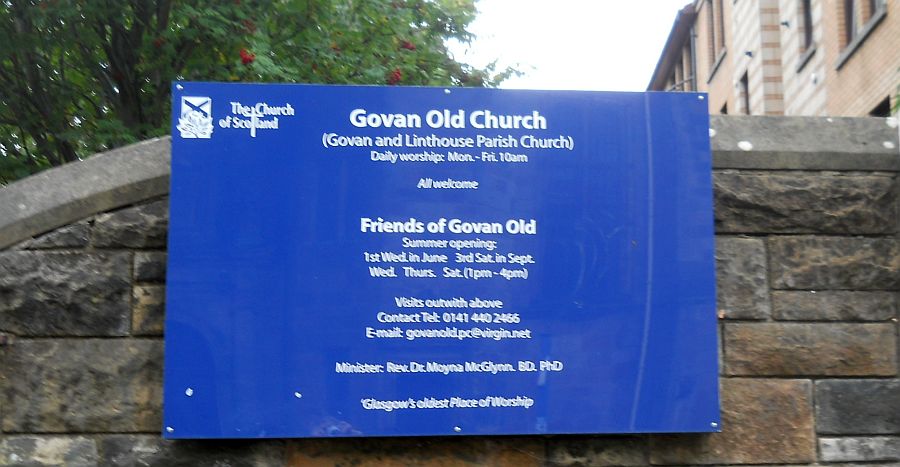 The Church
of Scotland
Govan Old Church
(Govan and Linthouse Parish Church)
Daily worship: Mon.- Fri. 10am
All welcome
Friends of Govan Old
Summer opening:
1st Wed. in June 3rd Sat. in Sept.
Wed. Thurs. Sat. (1pm - 4pm)
Visits outwith above
Contact Tel: 0141 440 2466
E-mail: govanold.pc@virgin.net
Minister: Rev. Dr. Moyna McGlynn. BD. PhD
'Glasgow's oldest Place of Worship